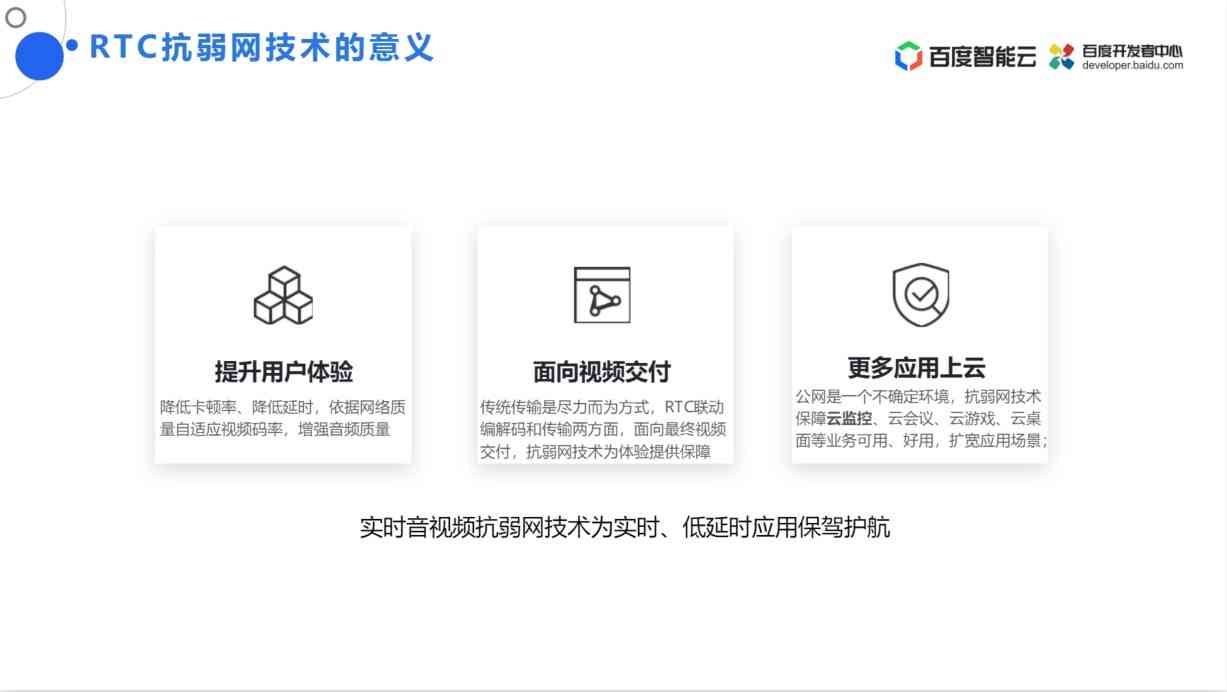 RTC抗弱网技术的意义
百度智能云
百度开发者中心
developer.baidu.com
提升用户体验
降低卡顿率、降低延时，依据网络质
量自适应视频码率，增强音频质量
面向视频交付
传统传输是尽力而为方式，RTC联动
编解码和传输两方面，面向最终视频
交付，抗弱网技术为体验提供保障
更多应用上云
公网是一个不确定环境，抗弱网技术
保障云监控、云会议、云游戏、云桌
面等业务可用、好用，扩宽应用场景；
实时音视频抗弱网技术为实时、低延时应用保驾护航